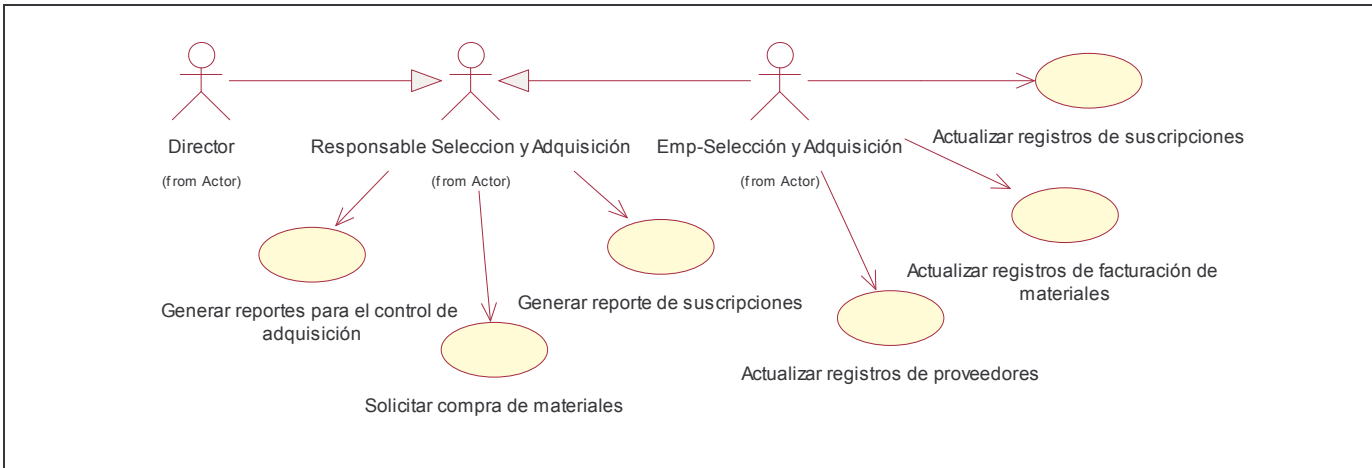 Director
(from Actor)
Responsable Seleccion y Adquisición
(from Actor)
Emp-Selección y Adquisición
(from Actor)
Actualizar registros de suscripciones
Actualizar registros de facturación de
materiales
Generar reportes para el control de
adquisición
Generar reporte de suscripciones
Actualizar registros de proveedores
Solicitar compra de materiales